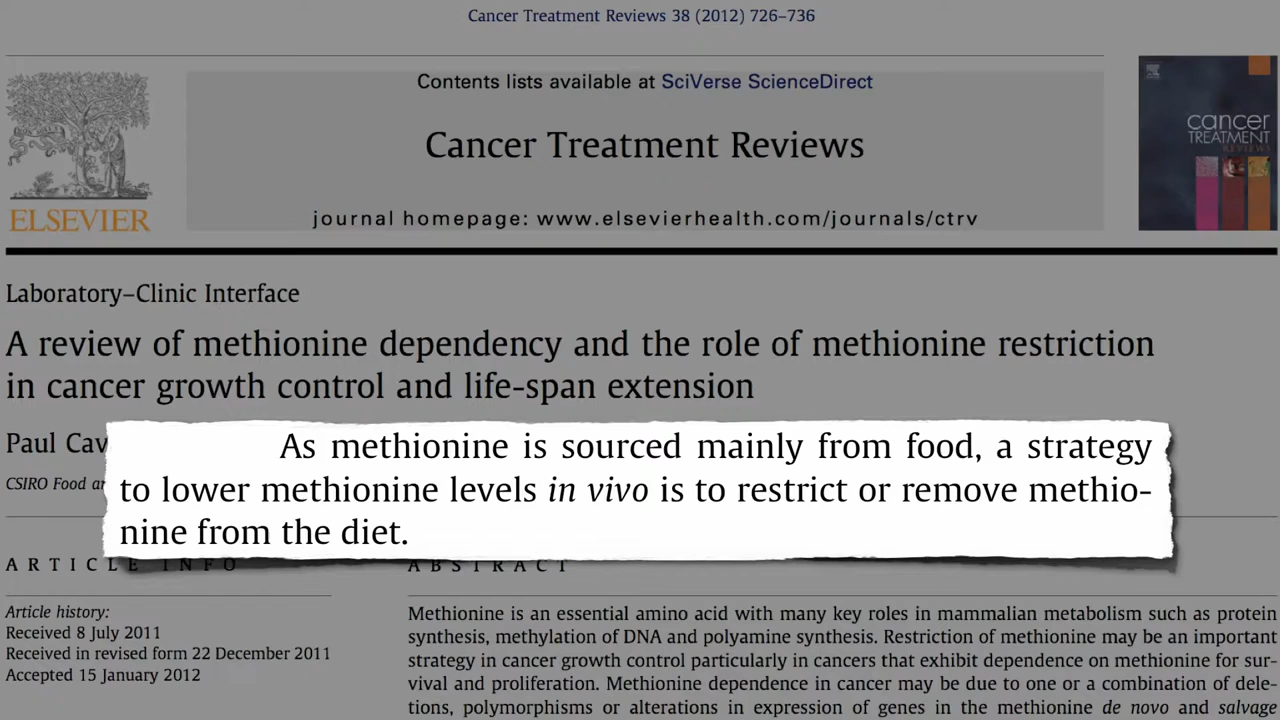 Cancer Treatment Reviews 38 (2012) 726–736
Contents lists available at SciVerse ScienceDirect
Cancer Treatment Reviews
journal homepage: www.elsevierhealth.com/journals/ctrv
ELSEVIER
cancer
TREATMENT
REVIEWS
Laboratory–Clinic Interface
A review of methionine dependency and the role of methionine restriction
in cancer growth control and life-span extension
Paul Cav
As methionine is sourced mainly from food, a strategy
to lower methionine levels in vivo is to restrict or remove methio-
nine from the diet.
CSIRO Food
ARTICLE INFO
Article history:
Received 8 July 2011
Received in revised form 22 December 2011
Accepted 15 January 2012
ABSTRACT
Methionine is an essential amino acid with many key roles in mammalian metabolism such as protein
synthesis, methylation of DNA and polyamine synthesis. Restriction of methionine may be an important
strategy in cancer growth control particularly in cancers that exhibit dependence on methionine for sur-
vival and proliferation. Methionine dependence in cancer may be due to one or a combination of dele-
tions, polymorphisms or alterations in expression of genes in the methionine de novo and salvage